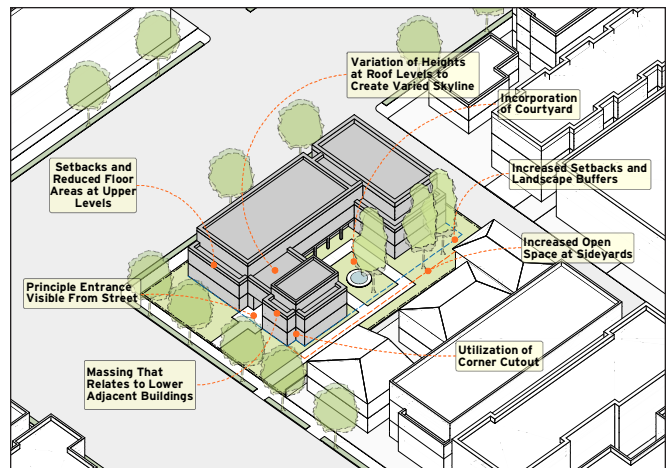 Variation of Heights
at Roof Levels to
Create Varied Skyline
Incorporation
of Courtyard
Setbacks and
Reduced Floor
Areas at Upper
Levels
Increased Setbacks and
Landscape Buffers
Increased Open
Space at Sideyards
Principle Entrance
Visible From Street
Utilization of
Corner Cutout
Massing That
Relates to Lower
Adjacent Buildings